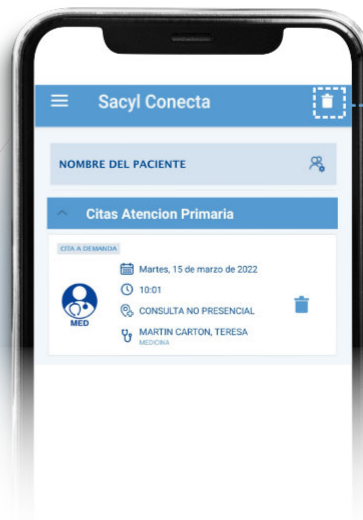 Sacyl Conecta
NOMBRE DEL PACIENTE
Citas Atencion Primaria
CITA A DEMANDA
Martes, 15 de marzo de 2022
10:01
CONSULTA NO PRESENCIAL
MARTIN CARTON, TERESA
MEDICINA
MED